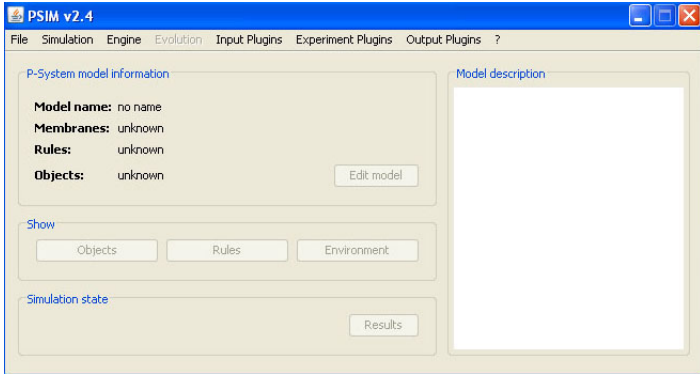 PSIM v2.4
File Simulation Engine Evolution Input Plugins Experiment Plugins Output Plugins ?
P-System model information
Model name: no name
Membranes: unknown
Rules: unknown
Objects: unknown
Edit model
Show
Objects Rules Environment
Simulation state
Results
Model description